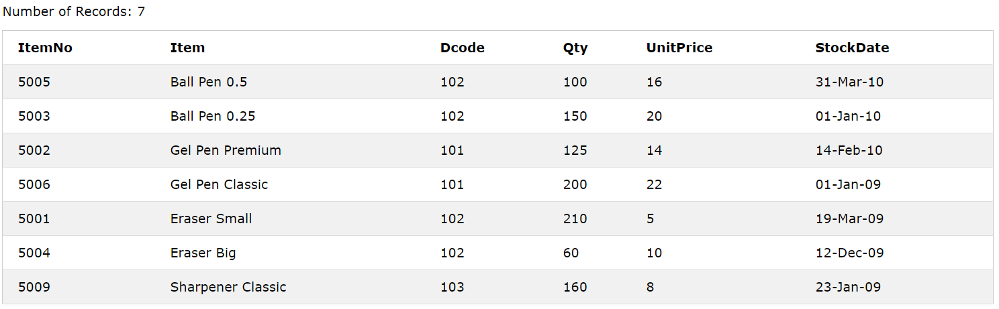 Number of Records: 7
ItemNo Item Dcode Qty UnitPrice StockDate
5005 Ball Pen 0.5 102 100 16 31-Mar-10
5003 Ball Pen 0.25 102 150 20 01-Jan-10
5002 Gel Pen Premium 101 125 14 14-Feb-10
5006 Gel Pen Classic 101 200 22 01-Jan-09
5001 Eraser Small 102 210 5 19-Mar-09
5004 Eraser Big 102 60 10 12-Dec-09
5009 Sharpener Classic 103 160 8 23-Jan-09